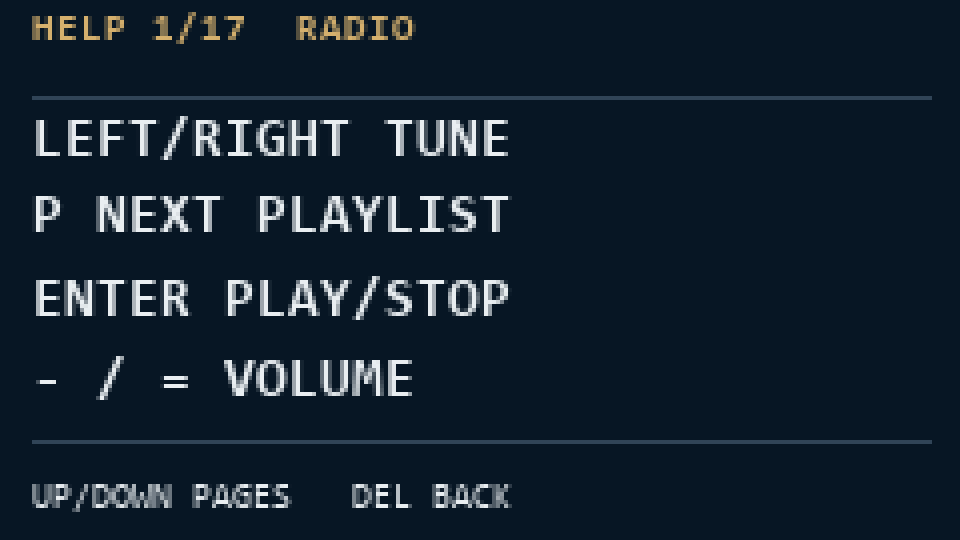 HELP 1/17  RADIO
LEFT/RIGHT TUNE
P NEXT PLAYLIST
ENTER PLAY/STOP
- / = VOLUME
UP/DOWN PAGES   DEL BACK